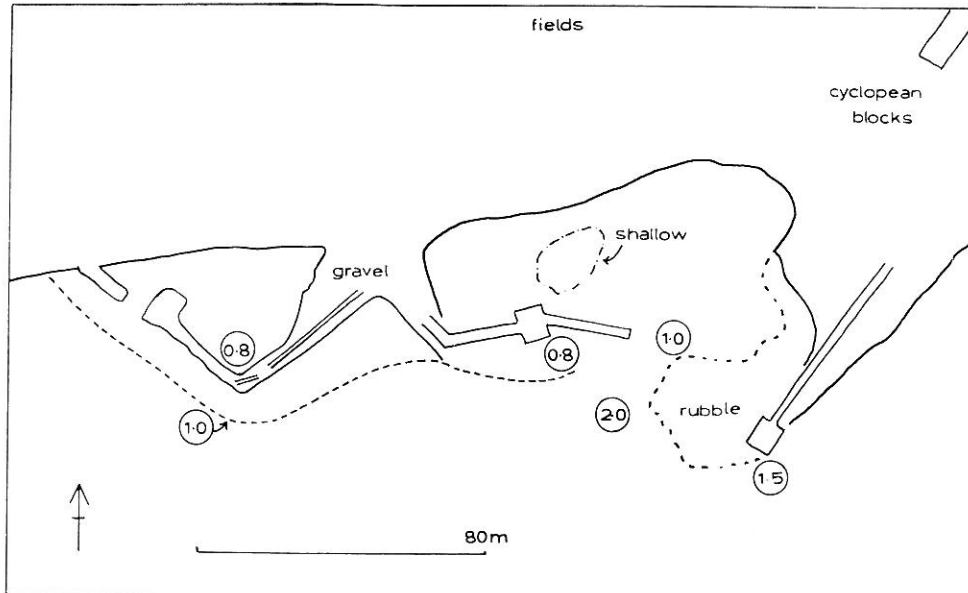 fields
cyclopean
blocks
shallow
gravel
0·8
0·8
1·0
1·0
2·0
rubble
1·5
80m